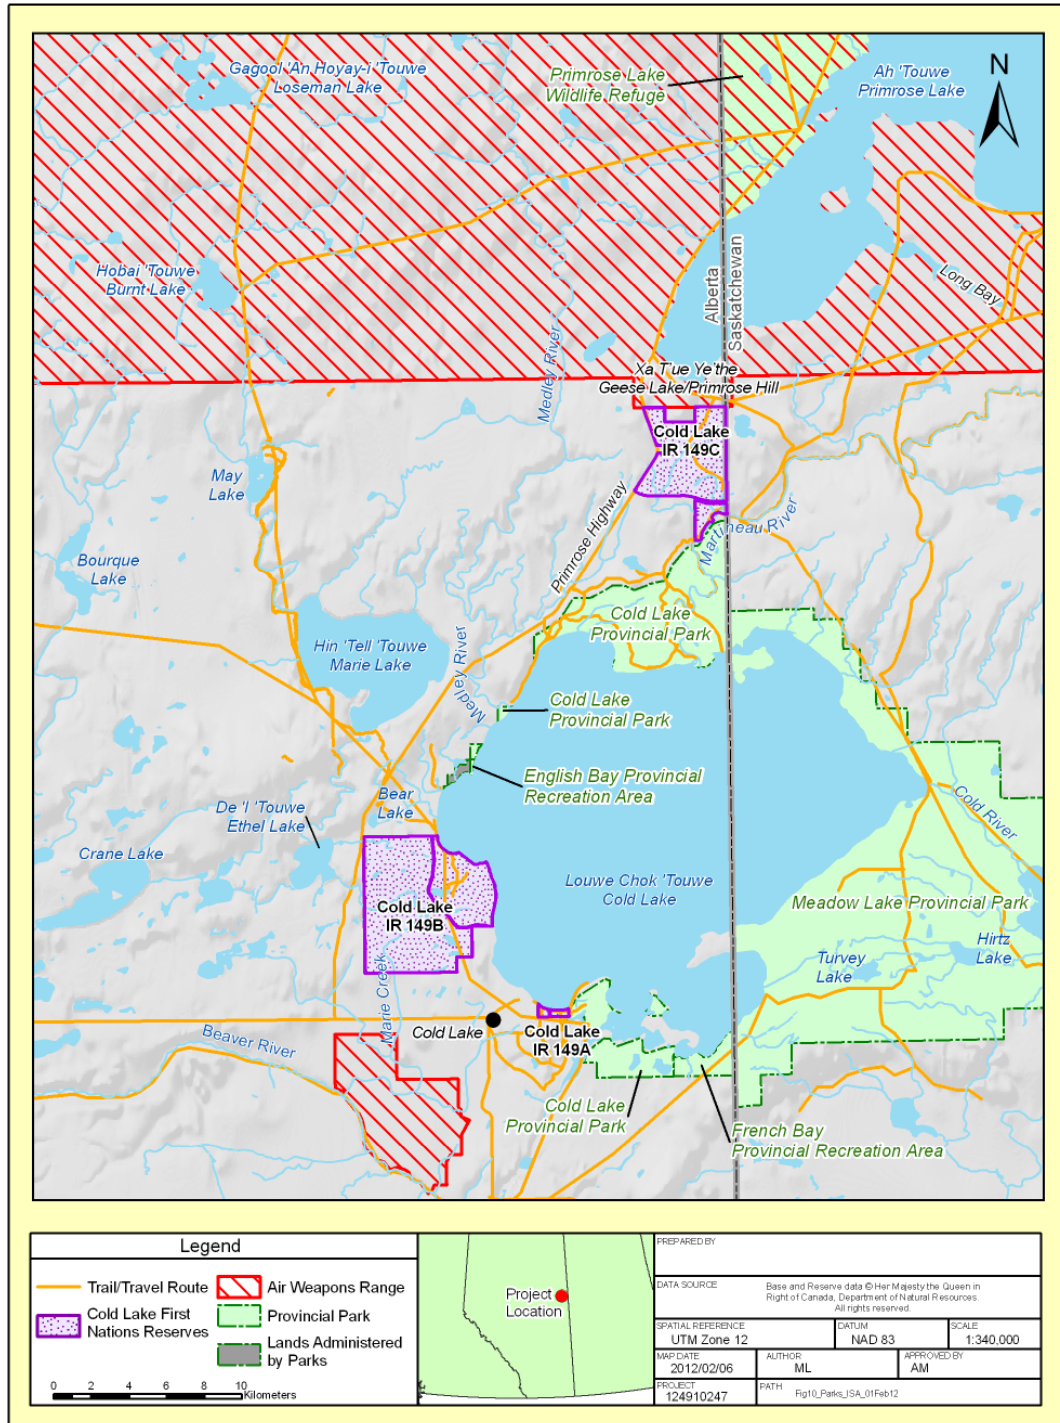 Gagool 'An Hoyay-i 'Touwe
Loseman Lake
Primrose Lake
Wildlife Refuge
Ah 'Touwe
Primrose Lake
N
Hobai 'Touwe
Burnt Lake
Alberta
Saskatchewan
Long Bay
Medley River
Xa T'ue Ye'the
Geese Lake/Primrose Hill
Cold Lake
IR 149C
May
Lake
Primrose Highway
Martineau River
Bourque
Lake
Cold Lake
Provincial Park
Hin 'Tell 'Touwe
Marie Lake
Medley River
Cold Lake
Provincial Park
English Bay Provincial
Recreation Area
Bear
Lake
De 'I 'Touwe
Ethel Lake
Cold River
Crane Lake
Louwe Chok 'Touwe
Cold Lake
Meadow Lake Provincial Park
Cold Lake
IR 149B
Hirtz
Lake
Turvey
Lake
Marie Creek
Cold Lake
Cold Lake
IR 149A
Beaver River
Cold Lake
Provincial Park
French Bay
Provincial Recreation Area
Legend
Trail/Travel Route
Air Weapons Range
Cold Lake First
Nations Reserves
Provincial Park
Lands Administered
by Parks
0 2 4 6 8 10
Kilometers
Project
Location
PREPARED BY
DATA SOURCE
Base and Reserve data © Her Majesty the Queen in
Right of Canada, Department of Natural Resources.
All rights reserved.
SPATIAL REFERENCE
UTM Zone 12
DATUM
NAD 83
SCALE
1:340,000
MAP DATE
2012/02/06
AUTHOR
ML
APPROVED BY
AM
PROJECT
124910247
PATH
Fig10_Parks_ISA_01Feb12